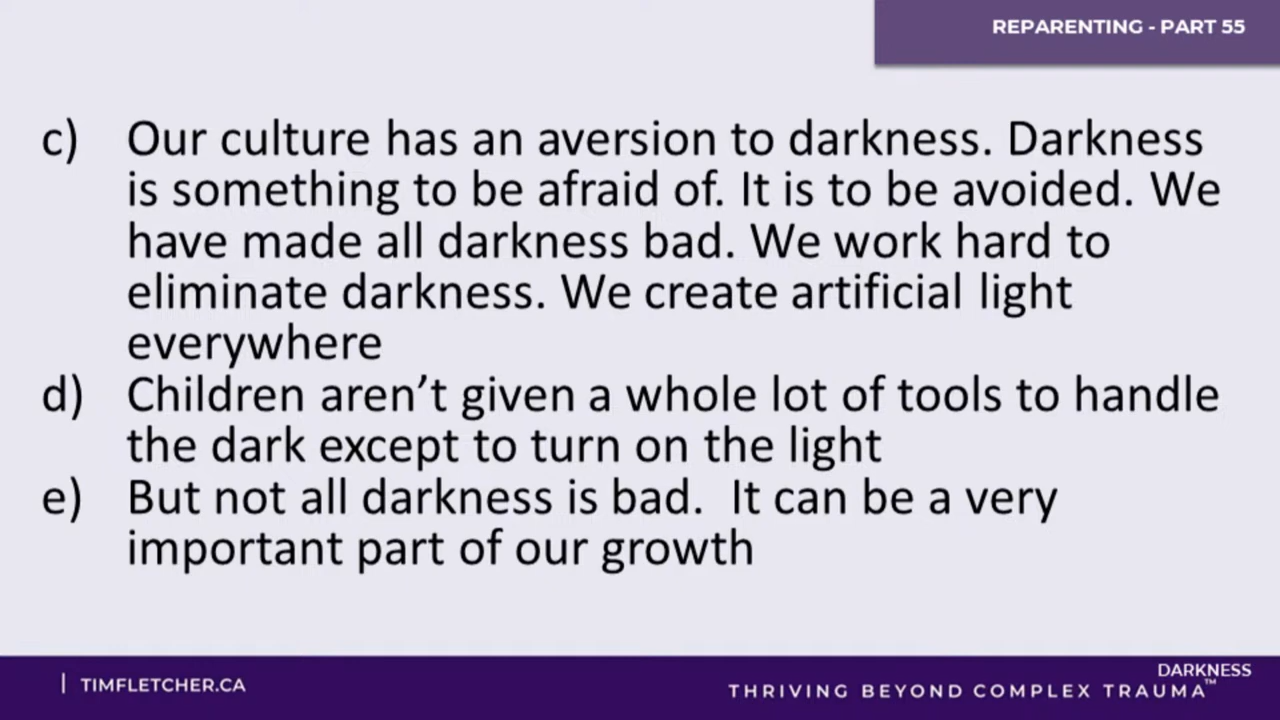 REPARENTING - PART 55
c) Our culture has an aversion to darkness. Darkness
is something to be afraid of. It is to be avoided. We
have made all darkness bad. We work hard to
eliminate darkness. We create artificial light
everywhere
d) Children aren’t given a whole lot of tools to handle
the dark except to turn on the light
e) But not all darkness is bad.  It can be a very
important part of our growth
| TIMFLETCHER.CA
DARKNESS
THRIVING BEYOND COMPLEX TRAUMA™